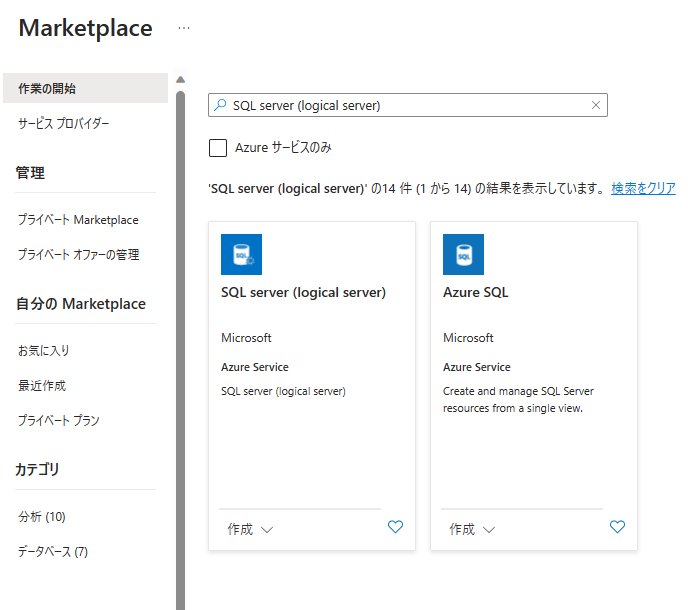 Marketplace ...
作業の開始
サービス プロバイダー
管理
プライベート Marketplace
プライベート オファーの管理
自分の Marketplace
お気に入り
最近作成
プライベート プラン
カテゴリ
分析 (10)
データベース (7)
SQL server (logical server)
Azure サービスのみ
'SQL server (logical server)' の14 件 (1 から 14) の結果を表示しています。 検索をクリア
SQL
SQL server (logical server)
Microsoft
Azure Service
SQL server (logical server)
作成
SQL
Azure SQL
Microsoft
Azure Service
Create and manage SQL Server
resources from a single view.
作成